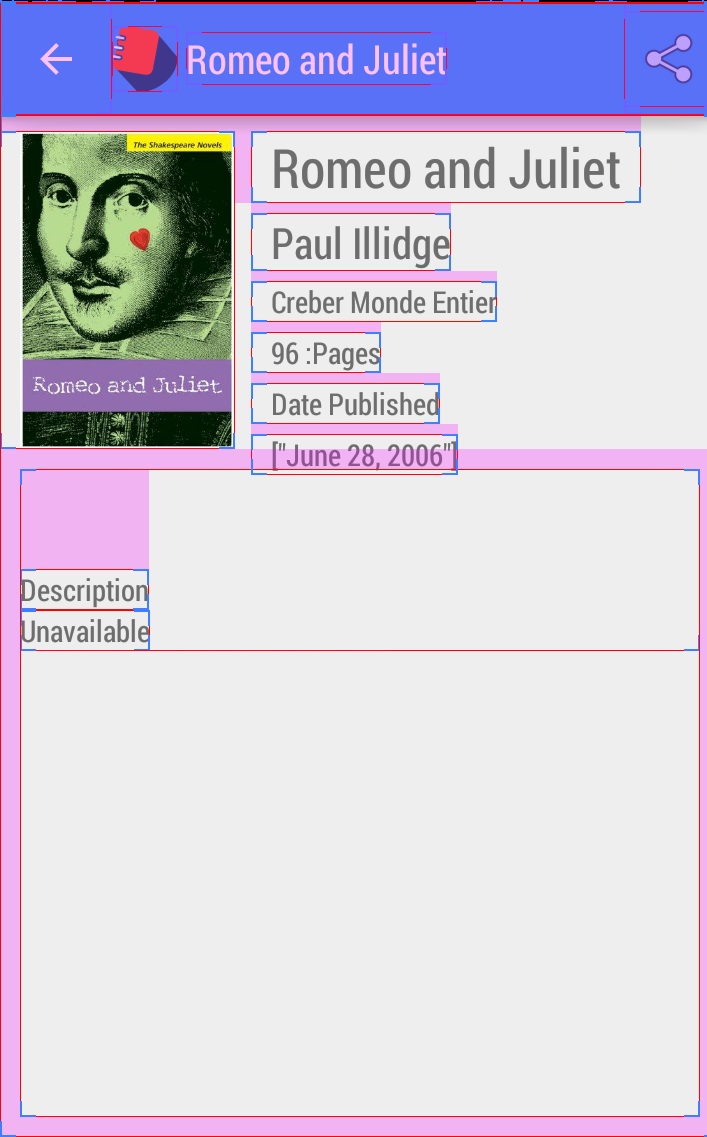 Romeo and Juliet
The Shakespeare Novels
Romeo and Juliet
Romeo and Juliet
Paul Illidge
Creber Monde Entier
96 :Pages
Date Published
["June 28, 2006"]
Description
Unavailable